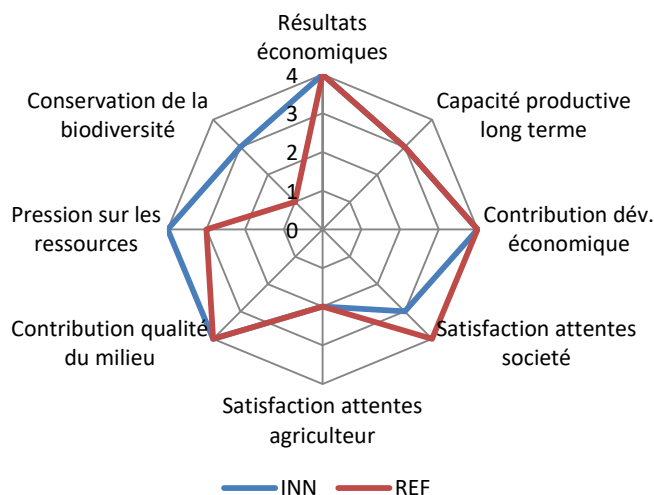 Résultats
économiques
Capacité productive
long terme
Contribution dév.
économique
Satisfaction attentes
societé
Satisfaction attentes
agriculteur
Contribution qualité
du milieu
Pression sur les
ressources
Conservation de la
biodiversité
4
3
2
1
0
INN
REF